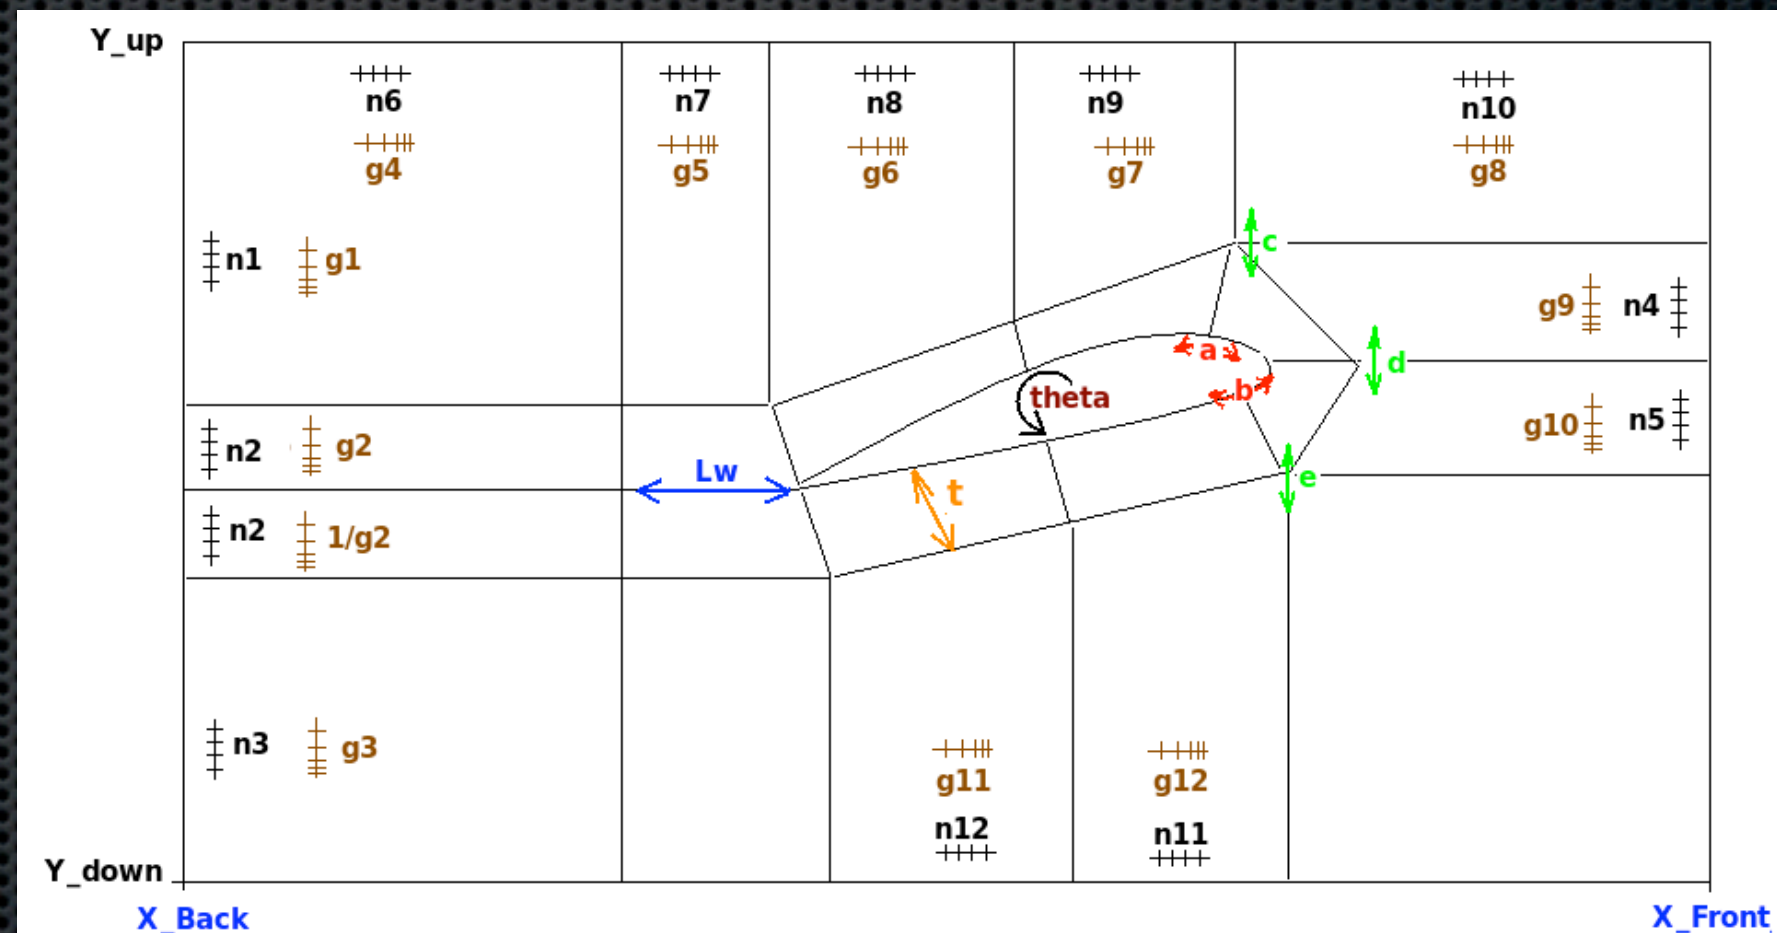 Y_up
n6
n7
n8
n9
n10
g4
g5
g6
g7
g8
n1
g1
c
g9
n4
a
d
b
theta
n2
g2
g10
n5
Lw
t
e
n2
1/g2
n3
g3
g11
g12
n12
n11
Y_down
X_Back
X_Front